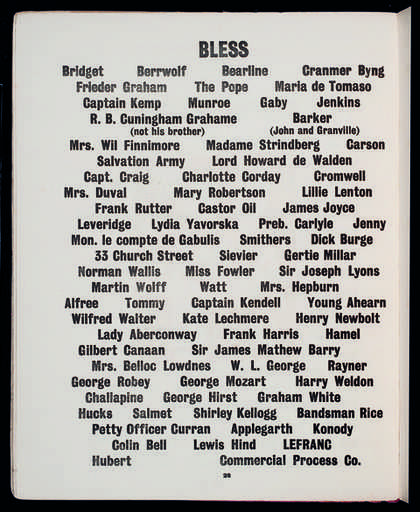 BLESS
Bridget Berrwolf Bearline Cranmer Byng
Frieder Graham The Pope Maria de Tomaso
Captain Kemp Munroe Gaby Jenkins
R. B. Cuningham Grahame Barker
(not his brother) (John and Granville)
Mrs. Wil Finnimore Madame Strindberg Carson
Salvation Army Lord Howard de Walden
Capt. Craig Charlotte Corday Cromwell
Mrs. Duval Mary Robertson Lillie Lenton
Frank Rutter Castor Oil James Joyce
Leveridge Lydia Yavorska Preb. Carlyle Jenny
Mon. le compte de Gabulis Smithers Dick Burge
33 Church Street Sievier Gertie Millar
Norman Wallis Miss Fowler Sir Joseph Lyons
Martin Wolff Watt Mrs. Hepburn
Alfree Tommy Captain Kendell Young Ahearn
Wilfred Walter Kate Lechmere Henry Newbolt
Lady Aberconway Frank Harris Hamel
Gilbert Canaan Sir James Mathew Barry
Mrs. Belloc Lowdnes W. L. George Rayner
George Robey George Mozart Harry Weldon
Challapine George Hirst Graham White
Hucks Salmet Shirley Kellogg Bandsman Rice
Petty Officer Curran Applegarth Konody
Colin Bell Lewis Hind LEFRANC
Hubert Commercial Process Co.
28